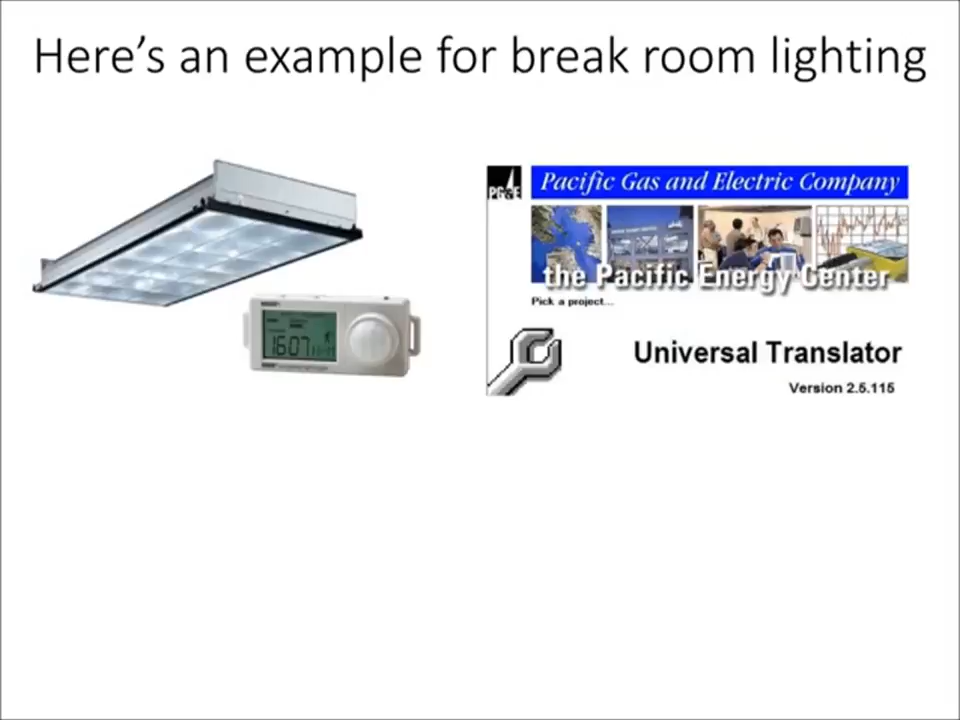 Here's an example for break room lighting
PG&E
Pacific Gas and Electric Company
the Pacific Energy Center
Pick a project...
1607
Universal Translator
Version 2.5.115